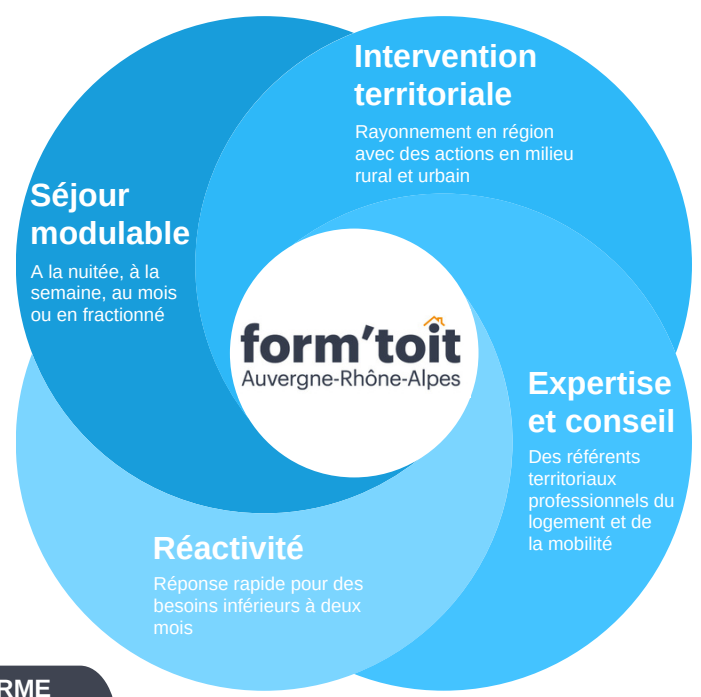 Intervention
territoriale
Rayonnement en région
avec des actions en milieu
rural et urbain
Séjour
modulable
A la nuitée, à la
semaine, au mois
ou en fractionné
form'toit
Auvergne-Rhône-Alpes
Expertise
et conseil
Des référents
territoriaux
professionnels du
logement et de
la mobilité
Réactivité
Réponse rapide pour des
besoins inférieurs à deux
mois
RME